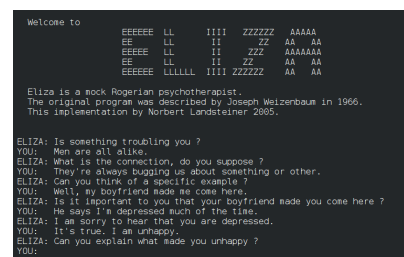 Welcome to
EEEEEE LL IIII ZZZZZZ AAAAA
EE LL II ZZ AA AA
EEEEE LL II ZZZ AAAAAAA
EE LL II ZZ AA AA
EEEEEE LLLLLL IIII ZZZZZZ AA AA
Eliza is a mock Rogerian psychotherapist.
The original program was described by Joseph Weizenbaum in 1966.
This implementation by Norbert Landsteiner 2005.
ELIZA: Is something troubling you ?
YOU: Men are all alike.
ELIZA: What is the connection, do you suppose ?
YOU: They're always bugging us about something or other.
ELIZA: Can you think of a specific example ?
YOU: Well, my boyfriend made me come here.
ELIZA: Is it important to you that your boyfriend made you come here ?
YOU: He says I'm depressed much of the time.
ELIZA: I am sorry to hear that you are depressed.
YOU: It's true. I am unhappy.
ELIZA: Can you explain what made you unhappy ?
YOU: